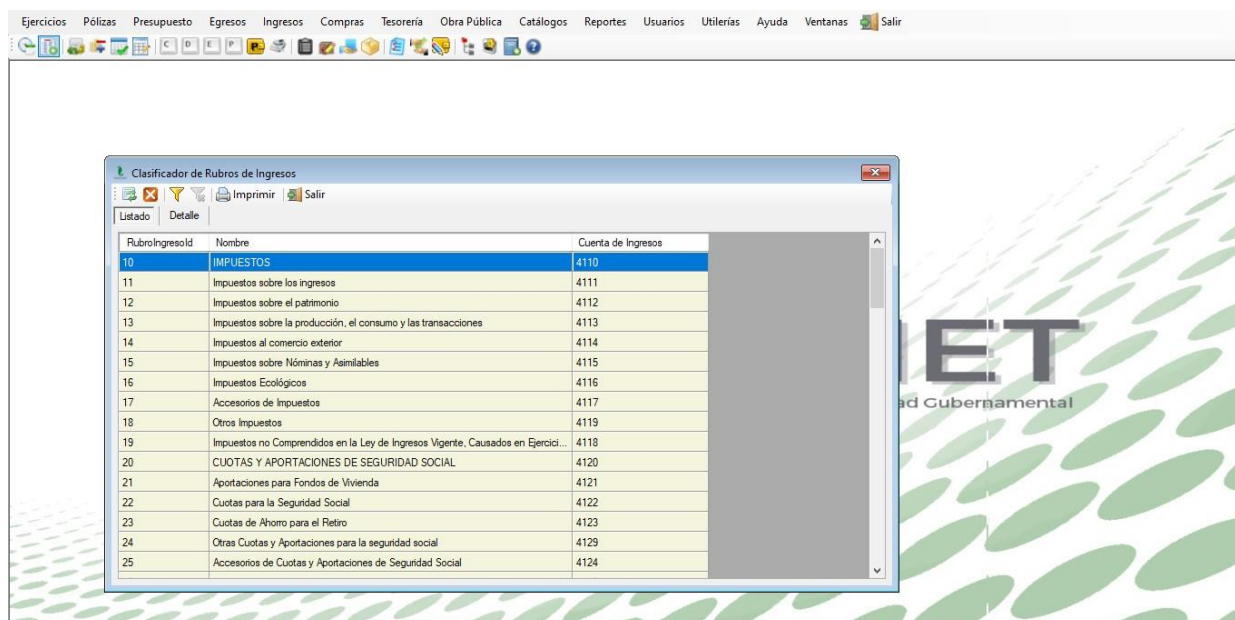 Ejercicios Pólizas Presupuesto Egresos Ingresos Compras Tesorería Obra Pública Catálogos Reportes Usuarios Utilerías Ayuda Ventanas Salir
C D E P P
Clasificador de Rubros de Ingresos
Imprimir Salir
Listado Detalle
RubroIngresoId Nombre Cuenta de Ingresos
10 IMPUESTOS 4110
11 Impuestos sobre los ingresos 4111
12 Impuestos sobre el patrimonio 4112
13 Impuestos sobre la producción, el consumo y las transacciones 4113
14 Impuestos al comercio exterior 4114
15 Impuestos sobre Nóminas y Asimilables 4115
16 Impuestos Ecológicos 4116
17 Accesorios de Impuestos 4117
18 Otros Impuestos 4119
19 Impuestos no Comprendidos en la Ley de Ingresos Vigente, Causados en Ejercici... 4118
20 CUOTAS Y APORTACIONES DE SEGURIDAD SOCIAL 4120
21 Aportaciones para Fondos de Vivienda 4121
22 Cuotas para la Seguridad Social 4122
23 Cuotas de Ahorro para el Retiro 4123
24 Otras Cuotas y Aportaciones para la seguridad social 4129
25 Accesorios de Cuotas y Aportaciones de Seguridad Social 4124
ET
ad Gubernamental